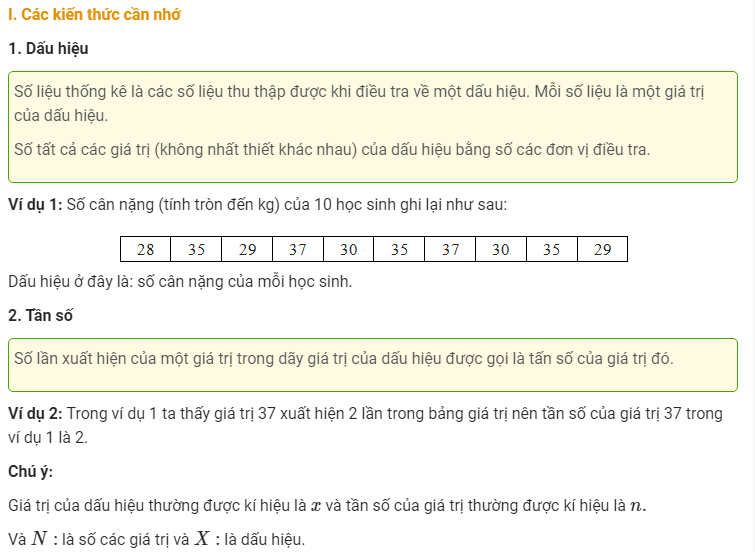 I. Các kiến thức cần nhớ
1. Dấu hiệu
Số liệu thống kê là các số liệu thu thập được khi điều tra về một dấu hiệu. Mỗi số liệu là một giá trị
của dấu hiệu.
Số tất cả các giá trị (không nhất thiết khác nhau) của dấu hiệu bằng số các đơn vị điều tra.
Ví dụ 1: Số cân nặng (tính tròn đến kg) của 10 học sinh ghi lại như sau:
28 35 29 37 30 35 37 30 35 29
Dấu hiệu ở đây là: số cân nặng của mỗi học sinh.
2. Tần số
Số lần xuất hiện của một giá trị trong dãy giá trị của dấu hiệu được gọi là tấn số của giá trị đó.
Ví dụ 2: Trong ví dụ 1 ta thấy giá trị 37 xuất hiện 2 lần trong bảng giá trị nên tần số của giá trị 37 trong
ví dụ 1 là 2.
Chú ý:
Giá trị của dấu hiệu thường được kí hiệu là x và tần số của giá trị thường được kí hiệu là n.
Và N : là số các giá trị và X : là dấu hiệu.